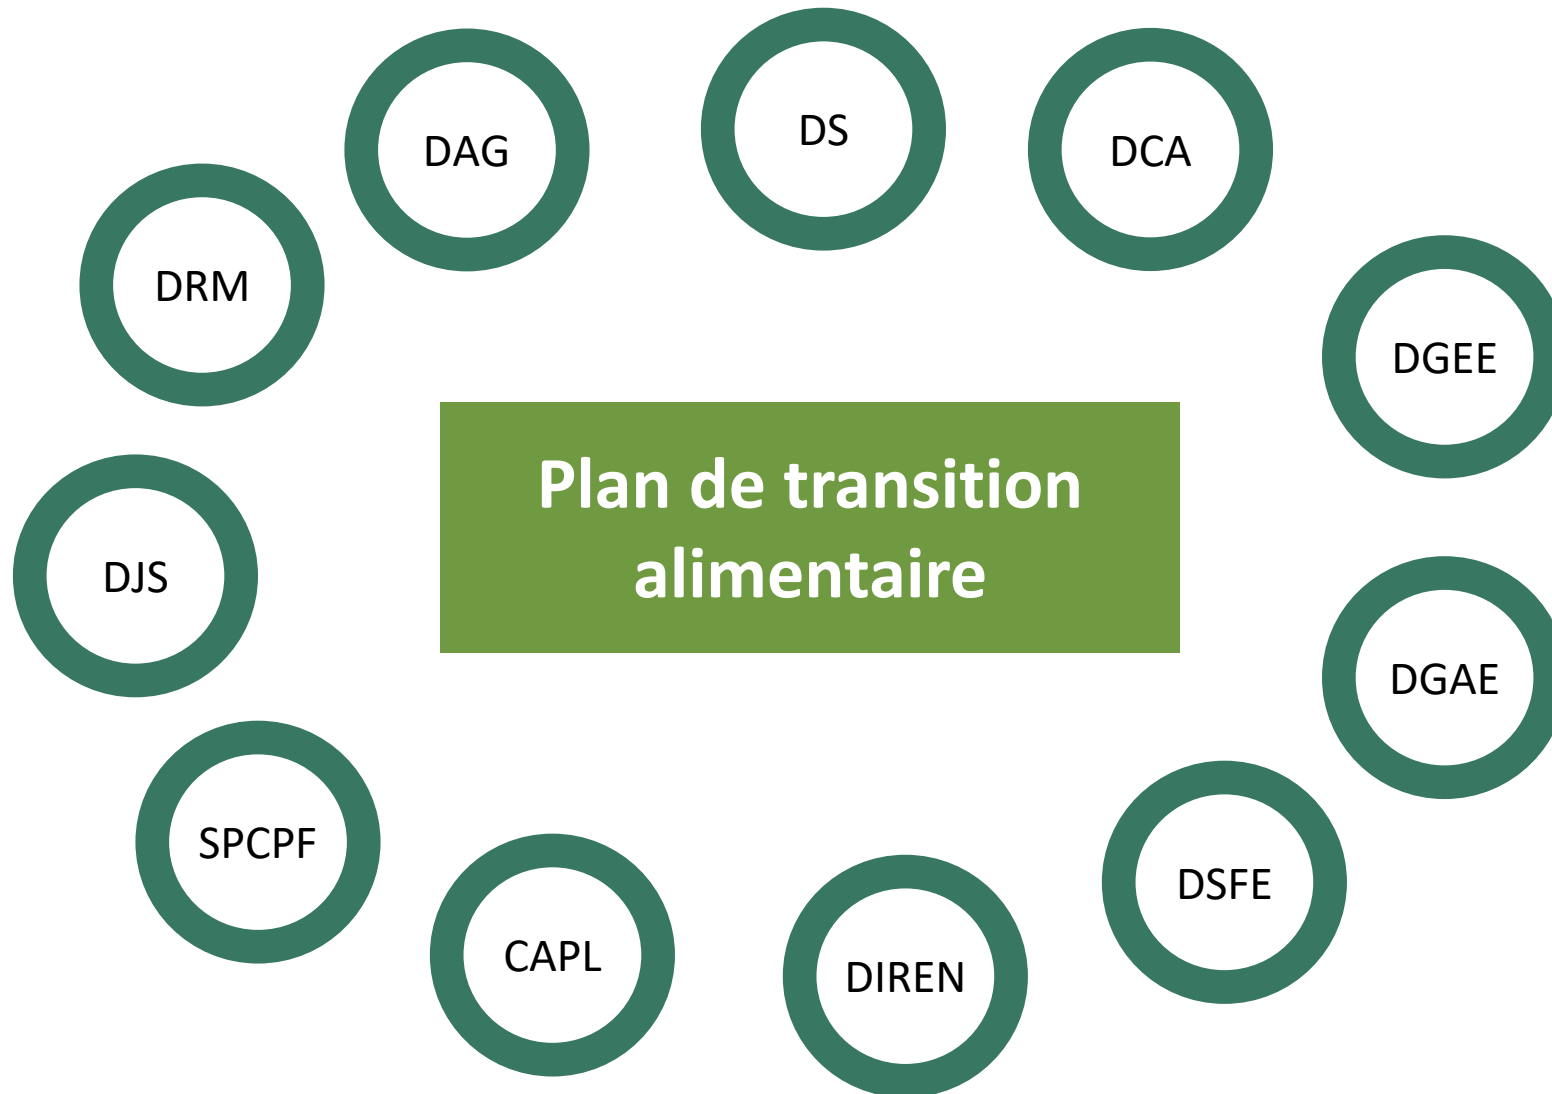 DS
DAG
DCA
DRM
DGEE
Plan de transition
alimentaire
DJS
DGAE
SPCPF
DSFE
CAPL
DIREN